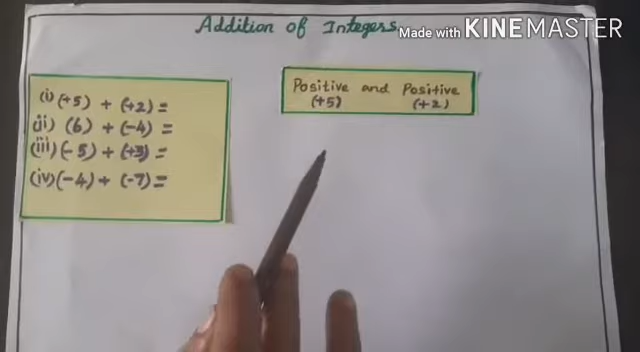 Addition of Integers
Made with KINEMASTER
(i) (+5) + (+2) =
(ii) (6) + (-4) =
(iii) (-5) + (+3) =
(iv) (-4) + (-7) =
Positive and Positive
(+5) (+2)